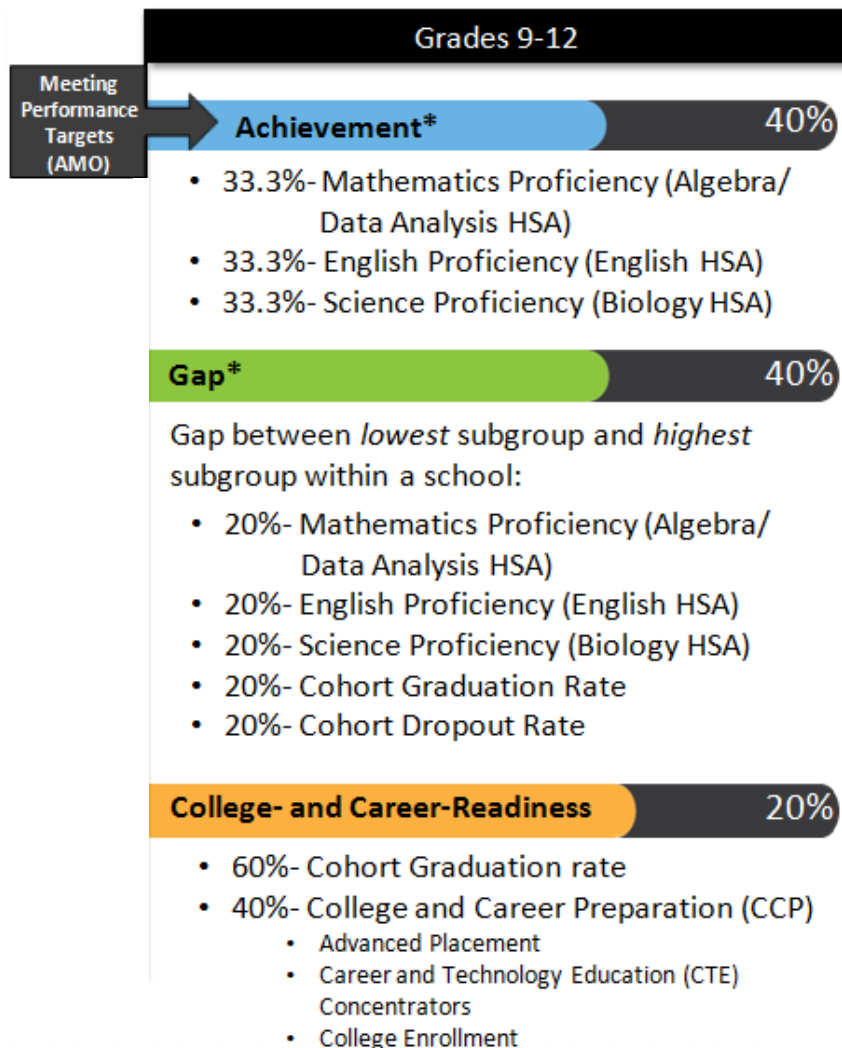 Grades 9-12
Meeting
Performance
Targets
(AMO)
Achievement* 40%
• 33.3%- Mathematics Proficiency (Algebra/
Data Analysis HSA)
• 33.3%- English Proficiency (English HSA)
• 33.3%- Science Proficiency (Biology HSA)
Gap* 40%
Gap between lowest subgroup and highest
subgroup within a school:
• 20%- Mathematics Proficiency (Algebra/
Data Analysis HSA)
• 20%- English Proficiency (English HSA)
• 20%- Science Proficiency (Biology HSA)
• 20%- Cohort Graduation Rate
• 20%- Cohort Dropout Rate
College- and Career-Readiness 20%
• 60%- Cohort Graduation rate
• 40%- College and Career Preparation (CCP)
• Advanced Placement
• Career and Technology Education (CTE)
Concentrators
• College Enrollment